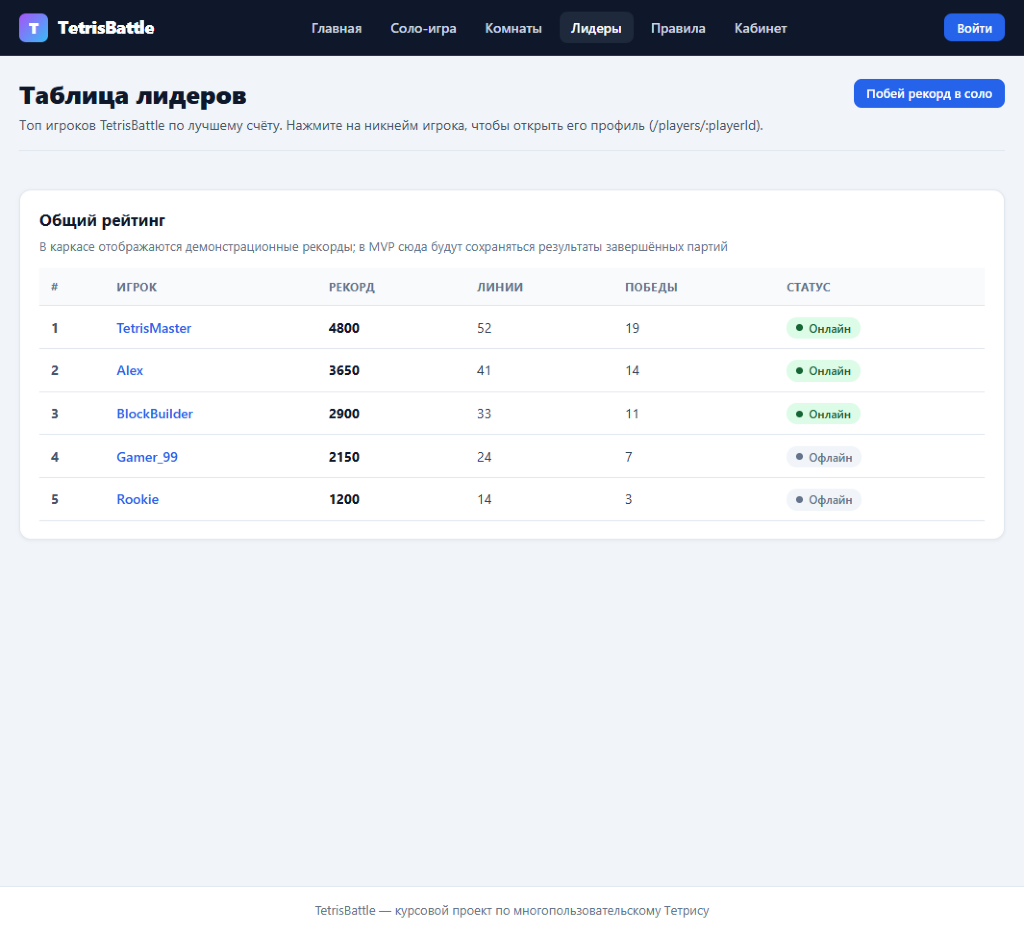 T TetrisBattle Главная Соло-игра Комнаты Лидеры Правила Кабинет Войти
Таблица лидеров Побей рекорд в соло
Топ игроков TetrisBattle по лучшему счёту. Нажмите на никнейм игрока, чтобы открыть его профиль (/players/:playerId).
Общий рейтинг
В каркасе отображаются демонстрационные рекорды; в MVP сюда будут сохраняться результаты завершённых партий
# ИГРОК РЕКОРД ЛИНИИ ПОБЕДЫ СТАТУС
1 TetrisMaster 4800 52 19 Онлайн
2 Alex 3650 41 14 Онлайн
3 BlockBuilder 2900 33 11 Онлайн
4 Gamer_99 2150 24 7 Офлайн
5 Rookie 1200 14 3 Офлайн
TetrisBattle — курсовой проект по многопользовательскому Тетрису